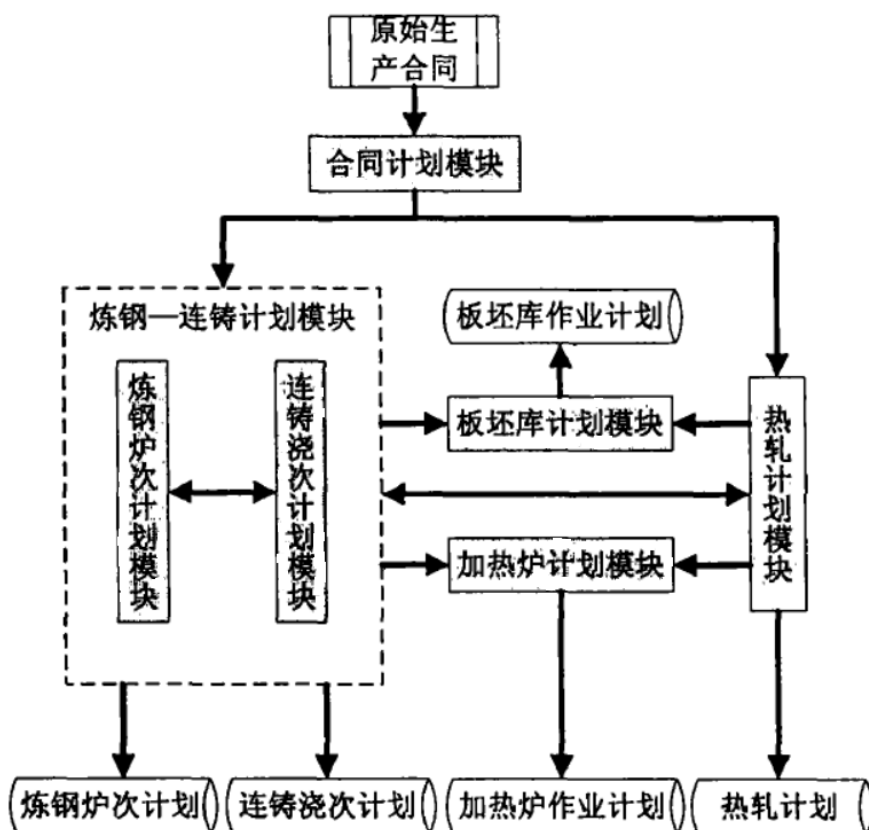 原始生
产合同
合同计划模块
炼钢—连铸计划模块
板坯库作业计划
炼钢炉次计划模块
连铸浇次计划模块
板坯库计划模块
热轧计划模块
加热炉计划模块
炼钢炉次计划
连铸浇次计划
加热炉作业计划
热轧计划